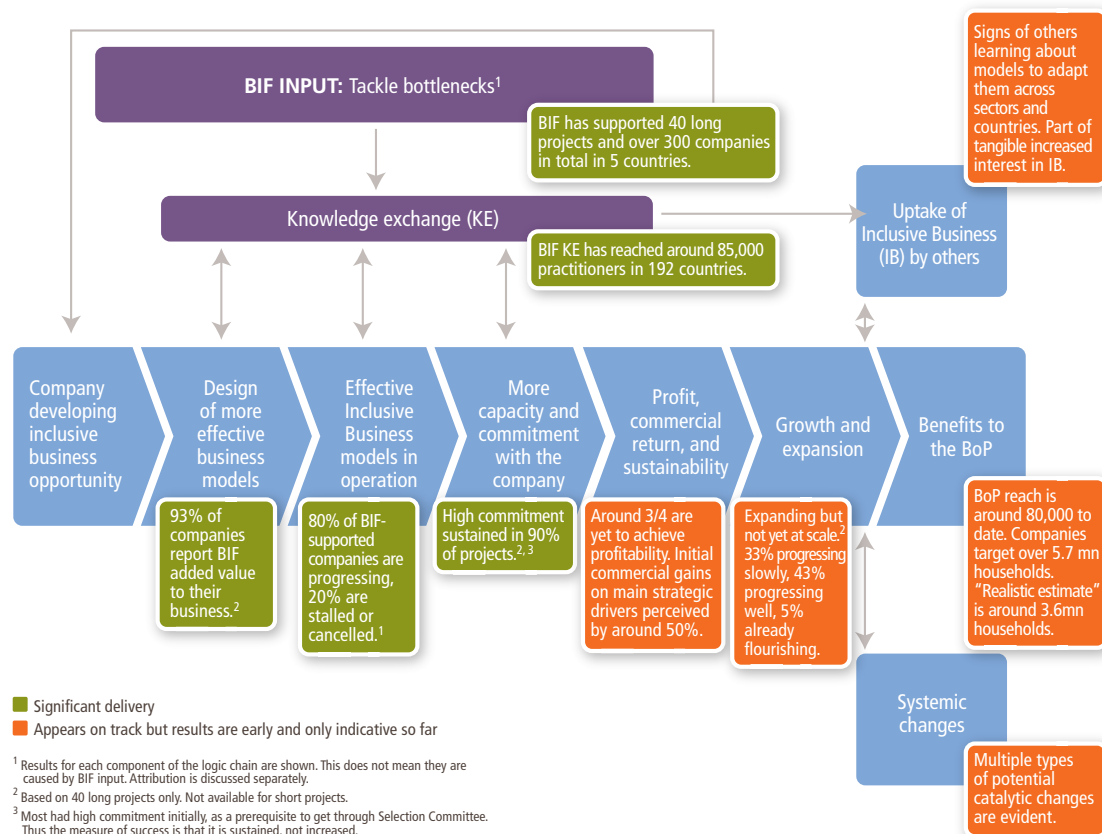 BIF INPUT: Tackle bottlenecks¹
BIF has supported 40 long
projects and over 300 companies
in total in 5 countries.
Knowledge exchange (KE)
BIF KE has reached around 85,000
practitioners in 192 countries.
Signs of others
learning about
models to adapt
them across
sectors and
countries. Part of
tangible increased
interest in IB.
Uptake of
Inclusive Business
(IB) by others
Company
developing
inclusive
business
opportunity
Design
of more
effective
business
models
Effective
Inclusive
Business
models in
operation
More
capacity and
commitment
with the
company
Profit,
commercial
return, and
sustainability
Growth and
expansion
Benefits to
the BoP
93% of
companies
report BIF
added value
to their
business.²
80% of BIF-
supported
companies are
progressing,
20% are
stalled or
cancelled.¹
High commitment
sustained in 90%
of projects.²,³
Around 3/4 are
yet to achieve
profitability. Initial
commercial gains
on main strategic
drivers perceived
by around 50%.
Expanding but
not yet at scale.²
33% progressing
slowly, 43%
progressing
well, 5%
already
flourishing.
BoP reach is
around 80,000 to
date. Companies
target over 5.7 mn
households.
“Realistic estimate“
is around 3.6mn
households.
Systemic
changes
Multiple types
of potential
catalytic changes
are evident.
Significant delivery
Appears on track but results are early and only indicative so far
¹ Results for each component of the logic chain are shown. This does not mean they are
caused by BIF input. Attribution is discussed separately.
² Based on 40 long projects only. Not available for short projects.
³ Most had high commitment initially, as a prerequisite to get through Selection Committee.
Thus the measure of success is that it is sustained, not increased.